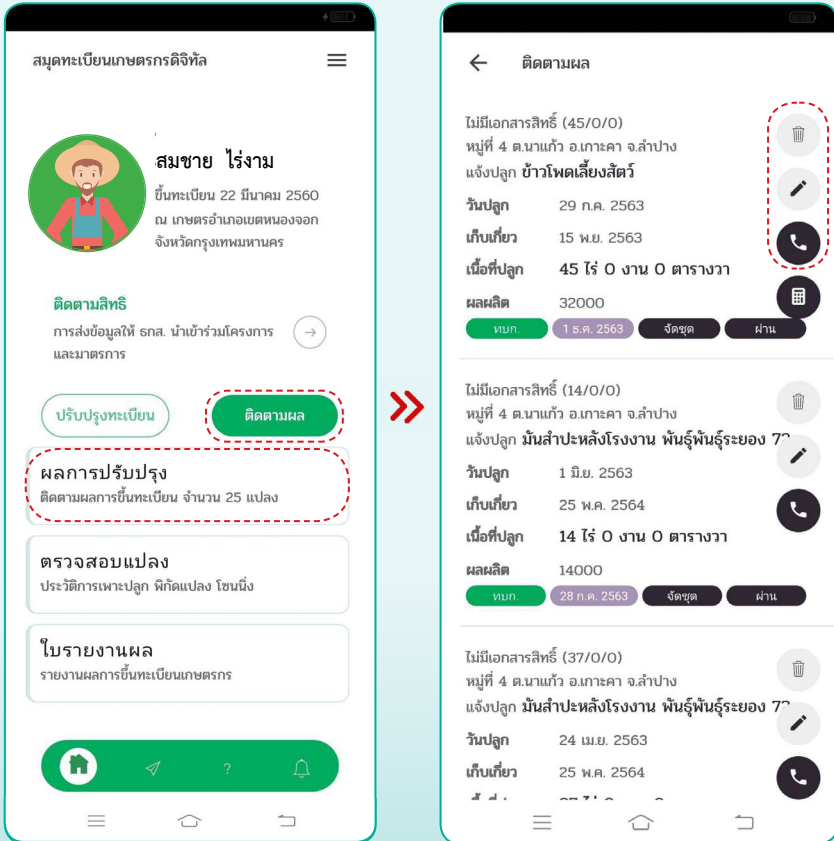 สมุดทะเบียนเกษตรกรดิจิทัล
สมชาย ไร่งาม
ขึ้นทะเบียน 22 มีนาคม 2560
ณ เกษตรอำเภอเขตหนองจอก
จังหวัดกรุงเทพมหานคร
ติดตามสิทธิ
การส่งข้อมูลให้ ธกส. นำเข้าร่วมโครงการ
และมาตรการ
ปรับปรุงทะเบียน
ติดตามผล
ผลการปรับปรุง
ติดตามผลการขึ้นทะเบียน จำนวน 25 แปลง
ตรวจสอบแปลง
ประวัติการเพาะปลูก พิกัดแปลง โซนนิ่ง
ใบรายงานผล
รายงานผลการขึ้นทะเบียนเกษตรกร
?
ติดตามผล
ไม่มีเอกสารสิทธิ์ (45/0/0)
หมู่ที่ 4 ต.นาแก้ว อ.เกาะคา จ.ลำปาง
แจ้งปลูก ข้าวโพดเลี้ยงสัตว์
วันปลูก 29 ก.ค. 2563
เก็บเกี่ยว 15 พ.ย. 2563
เนื้อที่ปลูก 45 ไร่ 0 งาน 0 ตารางวา
ผลผลิต 32000
ทบก. 1 ธ.ค. 2563 จัดชุด ผ่าน
ไม่มีเอกสารสิทธิ์ (14/0/0)
หมู่ที่ 4 ต.นาแก้ว อ.เกาะคา จ.ลำปาง
แจ้งปลูก มันสำปะหลังโรงงาน พันธุ์พันธุ์ระยอง 72
วันปลูก 1 มิ.ย. 2563
เก็บเกี่ยว 25 พ.ค. 2564
เนื้อที่ปลูก 14 ไร่ 0 งาน 0 ตารางวา
ผลผลิต 14000
ทบก. 28 ก.ค. 2563 จัดชุด ผ่าน
ไม่มีเอกสารสิทธิ์ (37/0/0)
หมู่ที่ 4 ต.นาแก้ว อ.เกาะคา จ.ลำปาง
แจ้งปลูก มันสำปะหลังโรงงาน พันธุ์พันธุ์ระยอง 72
วันปลูก 24 เม.ย. 2563
เก็บเกี่ยว 25 พ.ค. 2564